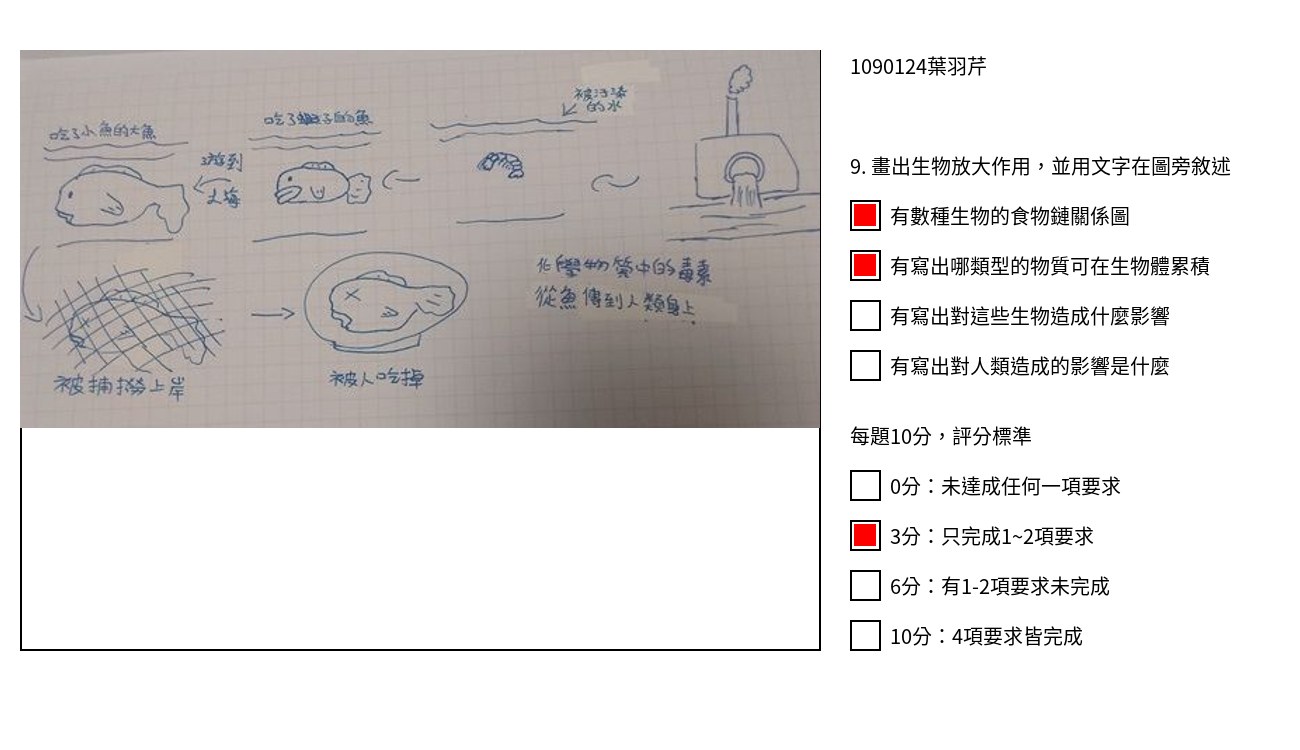 被污染
的水
吃了蝦子的魚
吃了小魚的大魚
游到
大海
化學物質中的毒素
從魚傳到人類身上
被捕撈上岸
被人吃掉
1090124葉羽芹
9. 畫出生物放大作用，並用文字在圖旁敘述
有數種生物的食物鏈關係圖
有寫出哪類型的物質可在生物體累積
有寫出對這些生物造成什麼影響
有寫出對人類造成的影響是什麼
每題10分，評分標準
0分：未達成任何一項要求
3分：只完成1~2項要求
6分：有1-2項要求未完成
10分：4項要求皆完成